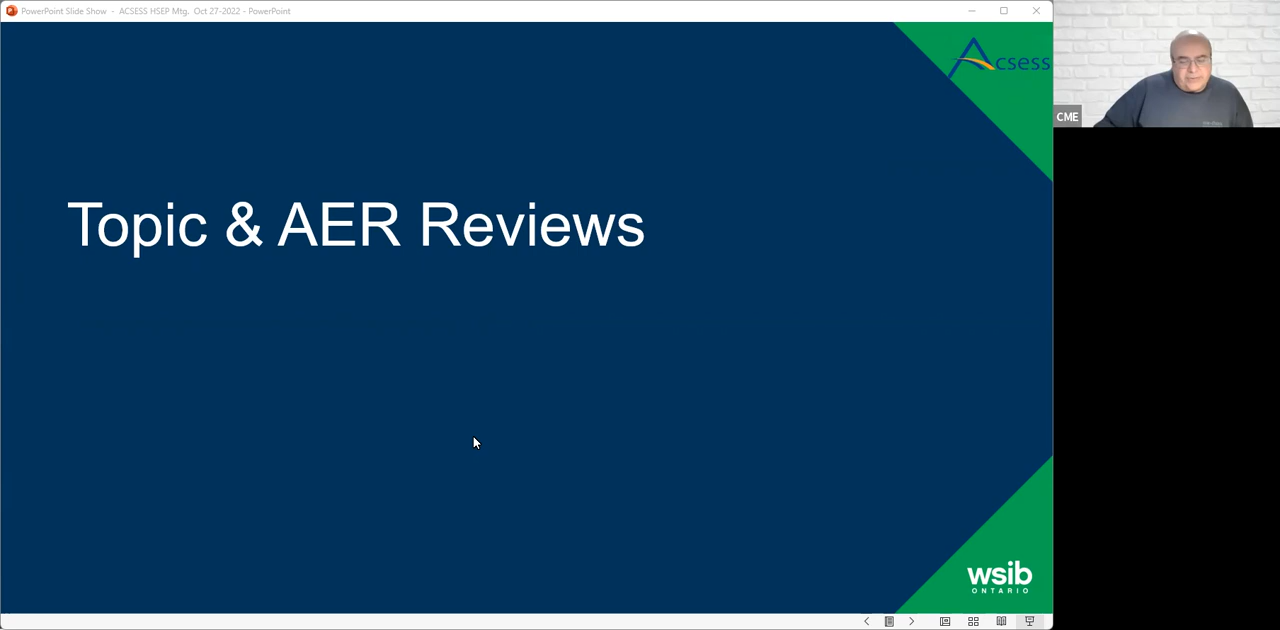 PowerPoint Slide Show - ACSESS HSEP Mtg. Oct 27-2022 - PowerPoint
Acsess
CME
Topic & AER Reviews
wsib
ONTARIO